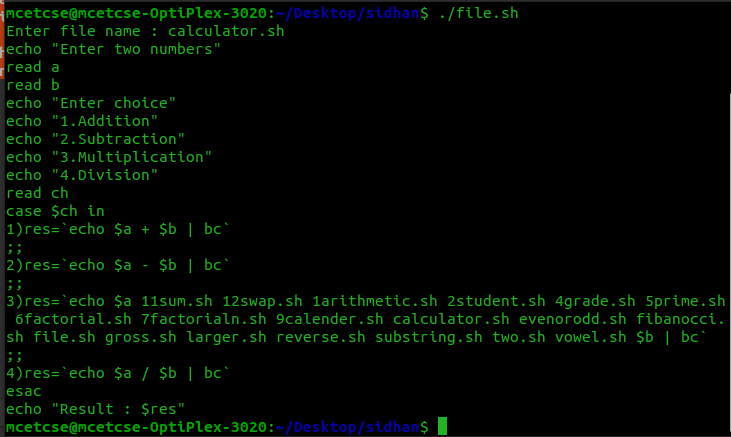 mcetcse@mcetcse-OptiPlex-3020:~/Desktop/sidhan$ ./file.sh
Enter file name : calculator.sh
echo "Enter two numbers"
read a
read b
echo "Enter choice"
echo "1.Addition"
echo "2.Subtraction"
echo "3.Multiplication"
echo "4.Division"
read ch
case $ch in
1)res=`echo $a + $b | bc`
;;
2)res=`echo $a - $b | bc`
;;
3)res=`echo $a 11sum.sh 12swap.sh 1arithmetic.sh 2student.sh 4grade.sh 5prime.sh
 6factorial.sh 7factorialn.sh 9calender.sh calculator.sh evenorodd.sh fibanocci.
sh file.sh gross.sh larger.sh reverse.sh substring.sh two.sh vowel.sh $b | bc`
;;
4)res=`echo $a / $b | bc`
esac
echo "Result : $res"
mcetcse@mcetcse-OptiPlex-3020:~/Desktop/sidhan$